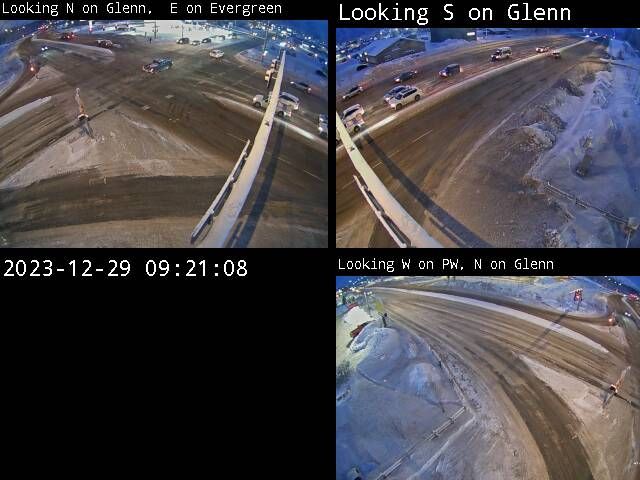 Looking N on Glenn,  E on Evergreen
Looking S on Glenn
2023-12-29 09:21:08
Looking W on PW, N on Glenn